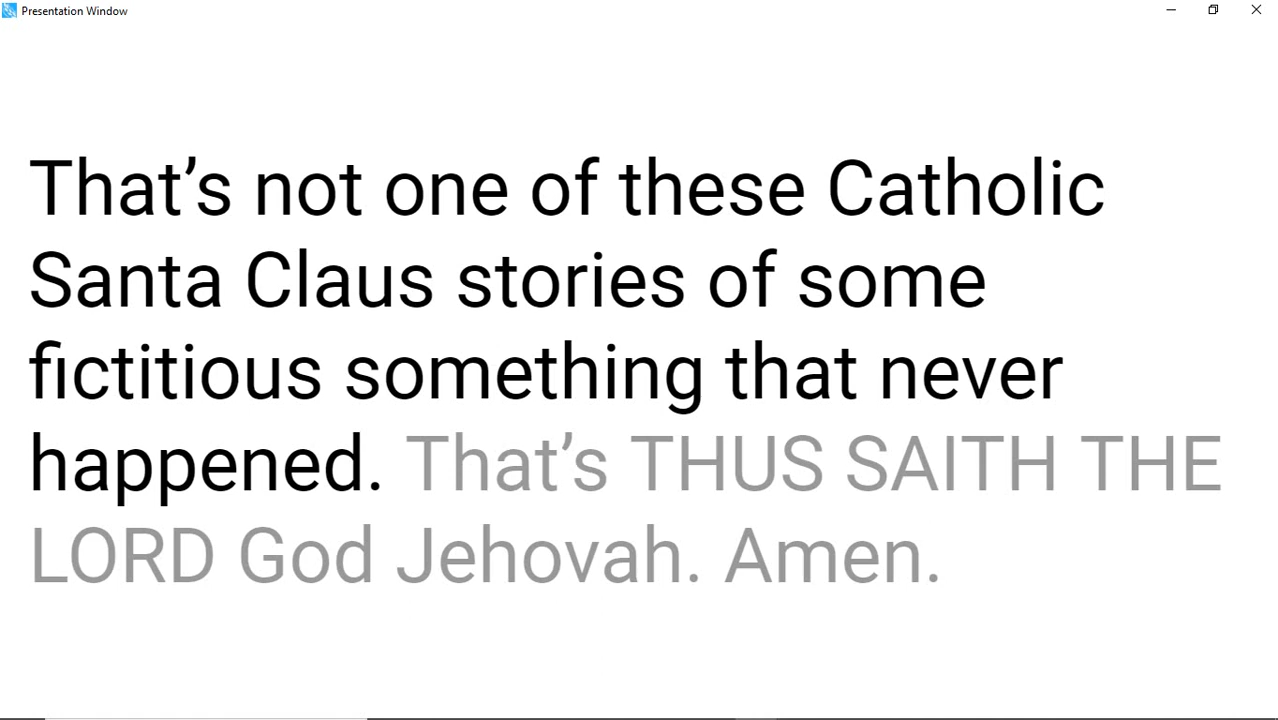 Presentation Window
That’s not one of these Catholic
Santa Claus stories of some
fictitious something that never
happened. That’s THUS SAITH THE
LORD God Jehovah. Amen.